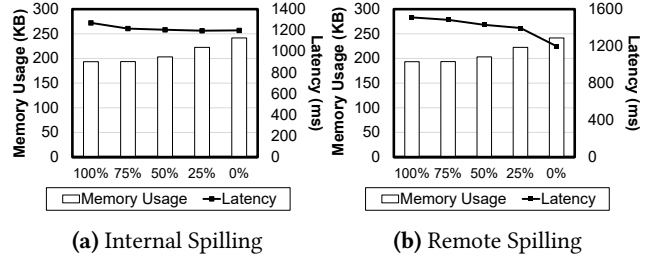 Memory Usage (KB)
300
250
200
150
100
50
0
1400
1200
1000
800
600
400
200
0
Latency (ms)
100% 75% 50% 25% 0%
Memory Usage Latency
(a) Internal Spilling
Memory Usage (KB)
300
250
200
150
100
50
0
1600
1200
800
400
0
Latency (ms)
100% 75% 50% 25% 0%
Memory Usage Latency
(b) Remote Spilling